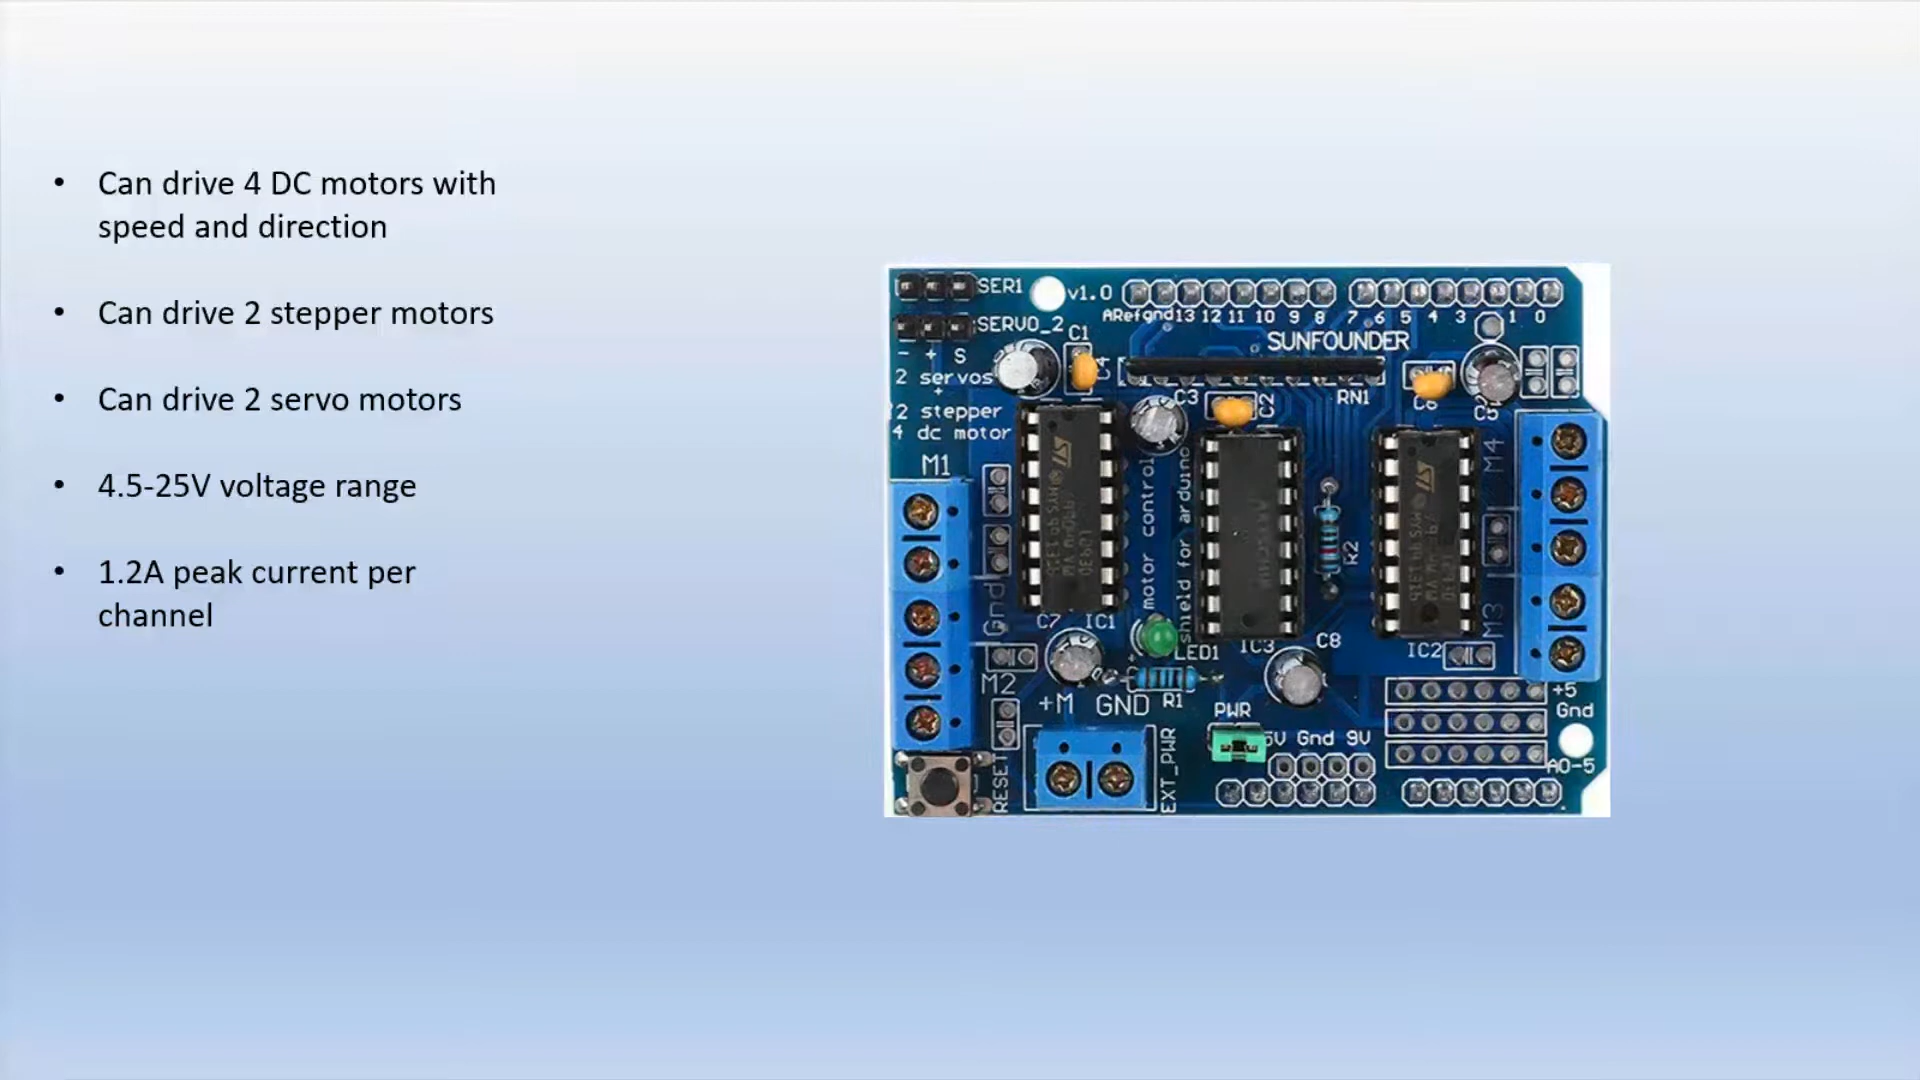 • Can drive 4 DC motors with
speed and direction
• Can drive 2 stepper motors
• Can drive 2 servo motors
• 4.5-25V voltage range
• 1.2A peak current per
channel
SER1
v1.0
ARef gnd 13 12 11 10 9 8 7 6 5 4 3 1 0
SERVO_2
C1
SUNFOUNDER
- + S
2 servos
+
2 stepper
4 dc motor
C3
C2
RN1
C6
C5
M1
M4
motor control
shield for arduino
R2
Gnd
M3
C7 IC1
LED1
IC3
C8
IC2
M2
+M GND
R1
PWR
+5
Gnd
5V Gnd 9V
A0-5
RESET
EXT_PWR